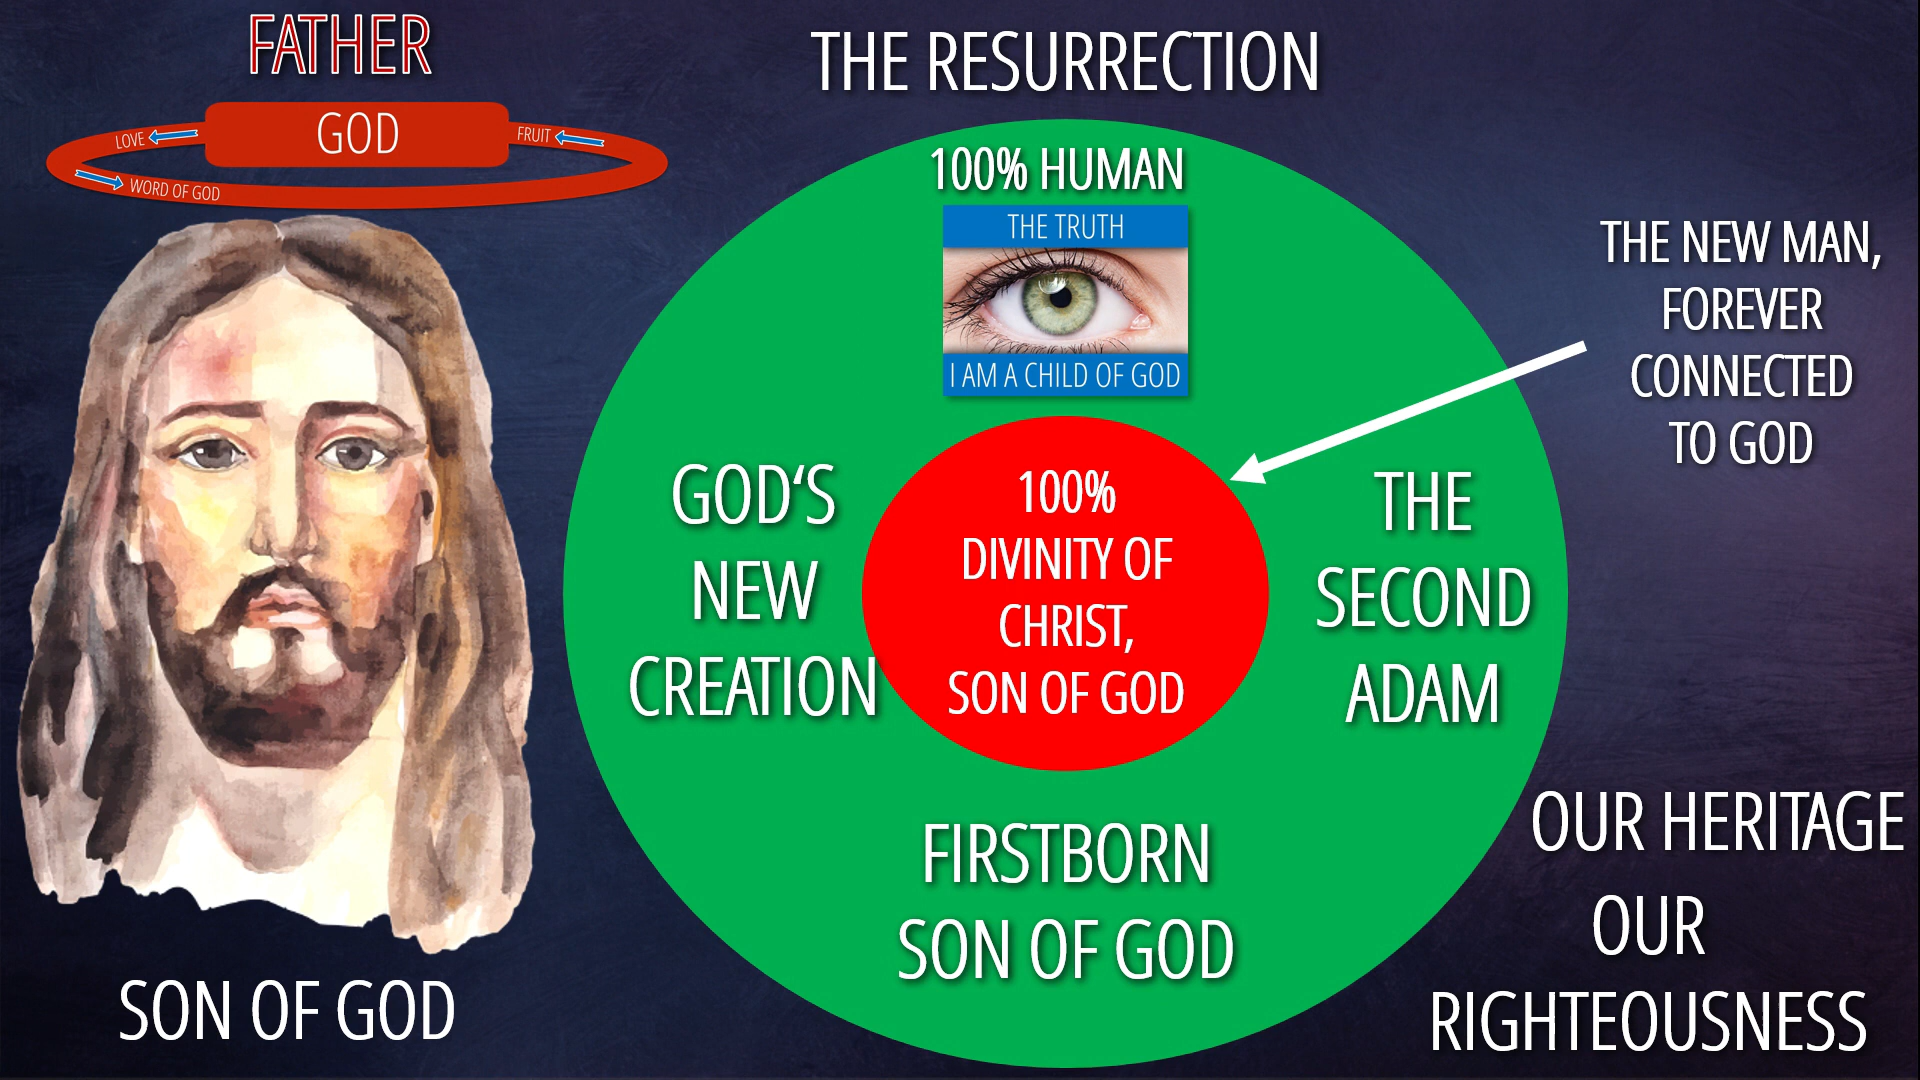 FATHER
GOD
LOVE
FRUIT
WORD OF GOD
SON OF GOD
THE RESURRECTION
100% HUMAN
THE TRUTH
I AM A CHILD OF GOD
GOD‘S
NEW
CREATION
100%
DIVINITY OF
CHRIST,
SON OF GOD
THE
SECOND
ADAM
FIRSTBORN
SON OF GOD
THE NEW MAN,
FOREVER
CONNECTED
TO GOD
OUR HERITAGE
OUR
RIGHTEOUSNESS